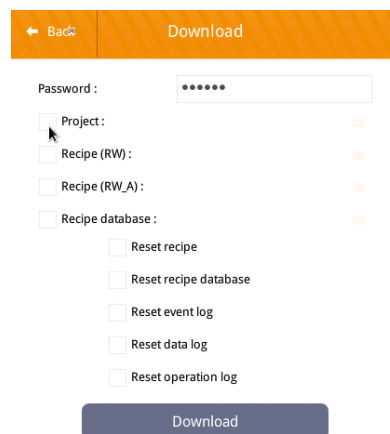 Back
Download
Password :
••••••
Project :
Recipe (RW) :
Recipe (RW_A) :
Recipe database :
Reset recipe
Reset recipe database
Reset event log
Reset data log
Reset operation log
Download